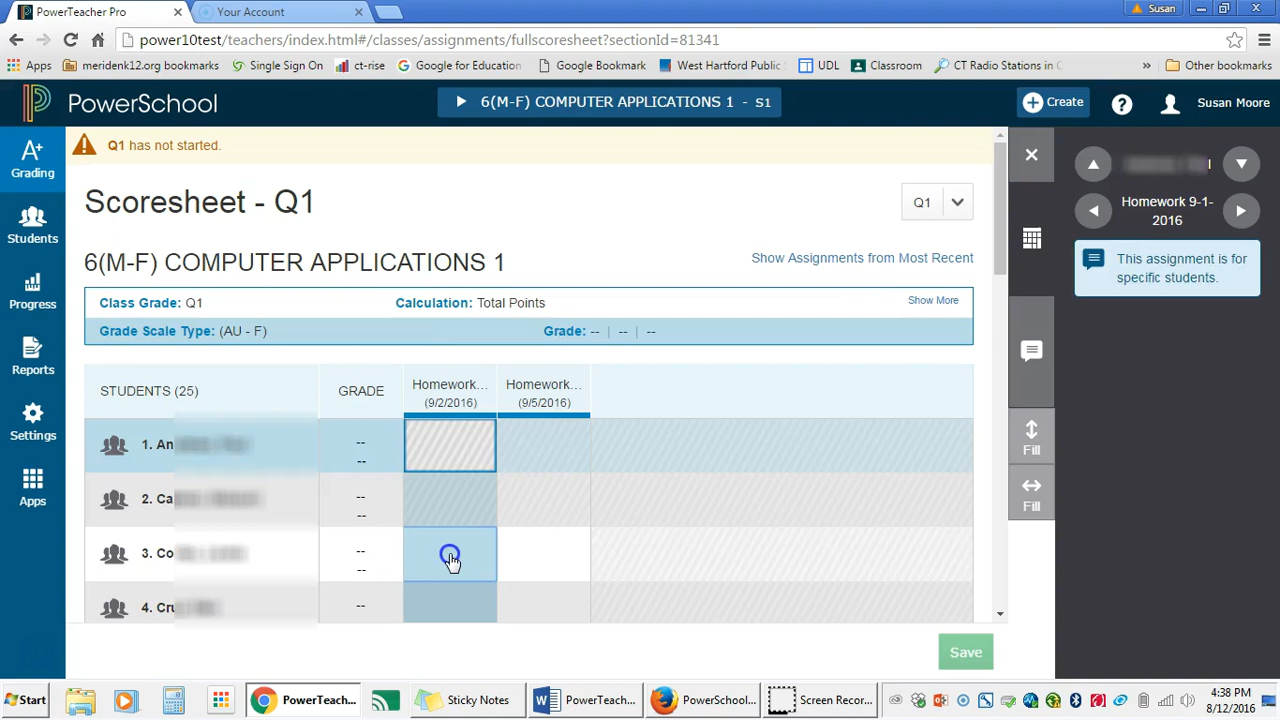 PowerTeacher Pro
Your Account
Susan
power10test/teachers/index.html#/classes/assignments/fullscoresheet?sectionId=81341
Apps
meridenk12.org bookmarks
Single Sign On
ct-rise
Google for Education
Google Bookmark
West Hartford Public
UDL
Classroom
CT Radio Stations in C
Other bookmarks
PowerSchool
6(M-F) COMPUTER APPLICATIONS 1 - S1
Create
?
Susan Moore
A+
Grading
Students
Progress
Reports
Settings
Apps
Q1 has not started.
Scoresheet - Q1
Q1
6(M-F) COMPUTER APPLICATIONS 1
Show Assignments from Most Recent
Class Grade: Q1
Calculation: Total Points
Show More
Grade Scale Type: (AU - F)
Grade: -- | -- | --
STUDENTS (25)
GRADE
Homework...
(9/2/2016)
Homework...
(9/5/2016)
1. An
--
--
2. Ca
--
--
3. Co
--
--
4. Cru
--
Save
Fill
Fill
Homework 9-1-
2016
This assignment is for
specific students.
Start
PowerTeach...
Sticky Notes
PowerTeac...
PowerSchool...
Screen Recor...
4:38 PM
8/12/2016